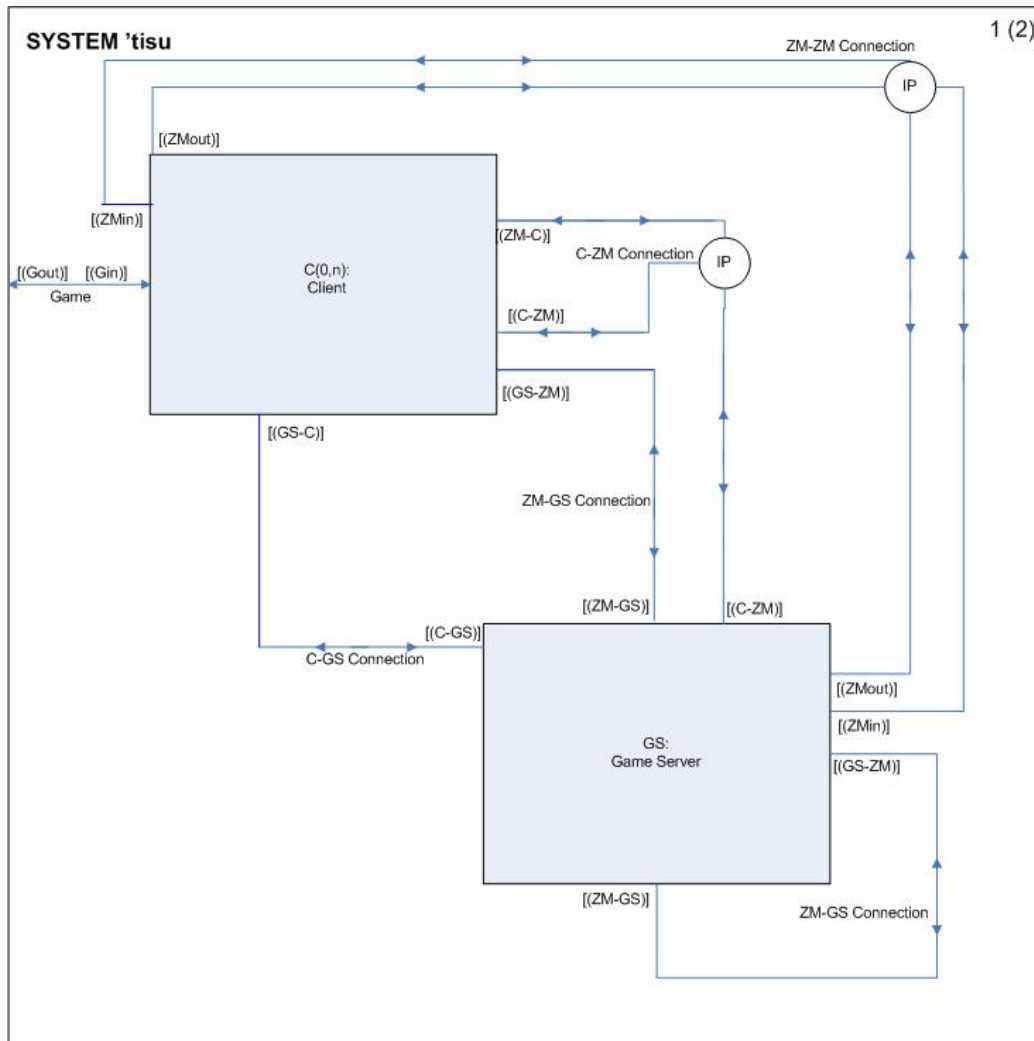 SYSTEM 'tisu
1 (2)
ZM-ZM Connection
IP
[(ZMout)]
[(ZMin)]
[(ZM-C)]
C-ZM Connection
IP
[(Gout)] [(Gin)]
Game
C(0,n):
Client
[(C-ZM)]
[(GS-ZM)]
[(GS-C)]
ZM-GS Connection
[(ZM-GS)]
[(C-ZM)]
[(C-GS)]
C-GS Connection
[(ZMout)]
[(ZMin)]
GS:
Game Server
[(GS-ZM)]
[(ZM-GS)]
ZM-GS Connection